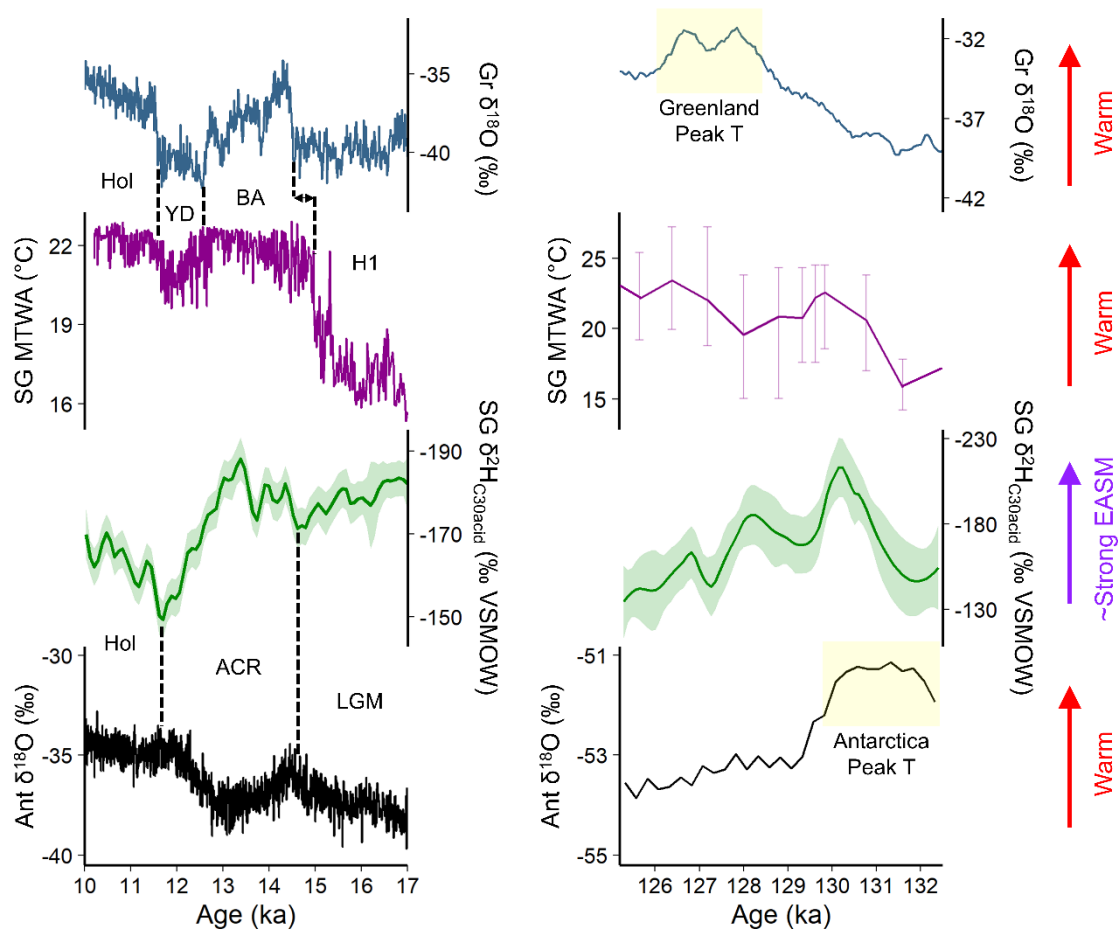 -35
-40
Gr δ¹⁸O (‰)
Hol
YD
BA
H1
22
19
16
SG MTWA (°C)
-190
-170
-150
SG δ²H_C30acid (‰ VSMOW)
Hol
ACR
LGM
-30
-35
-40
Ant δ¹⁸O (‰)
10 11 12 13 14 15 16 17
Age (ka)
-32
-37
-42
Gr δ¹⁸O (‰)
Greenland
Peak T
Warm
25
20
15
SG MTWA (°C)
Warm
-230
-180
-130
SG δ²H_C30acid (‰ VSMOW)
~Strong EASM
-51
-53
-55
Ant δ¹⁸O (‰)
Antarctica
Peak T
Warm
126 127 128 129 130 131 132
Age (ka)